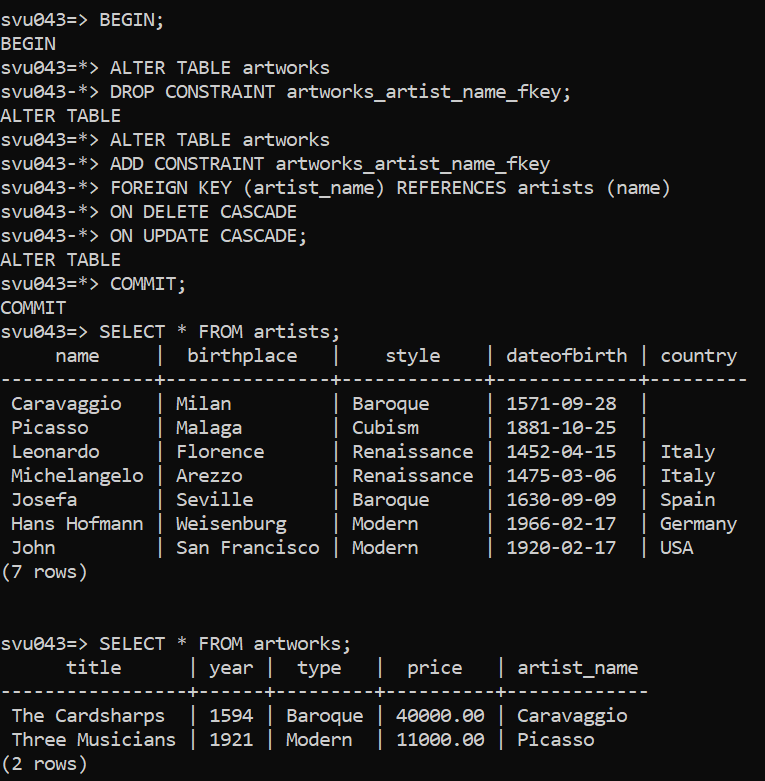 svu043=> BEGIN;
BEGIN
svu043=*> ALTER TABLE artworks
svu043-*> DROP CONSTRAINT artworks_artist_name_fkey;
ALTER TABLE
svu043=*> ALTER TABLE artworks
svu043-*> ADD CONSTRAINT artworks_artist_name_fkey
svu043-*> FOREIGN KEY (artist_name) REFERENCES artists (name)
svu043-*> ON DELETE CASCADE
svu043-*> ON UPDATE CASCADE;
ALTER TABLE
svu043=*> COMMIT;
COMMIT
svu043=> SELECT * FROM artists;
     name     |  birthplace   |    style    | dateofbirth | country
--------------+---------------+-------------+-------------+---------
 Caravaggio   | Milan         | Baroque     | 1571-09-28  |
 Picasso      | Malaga        | Cubism      | 1881-10-25  |
 Leonardo     | Florence      | Renaissance | 1452-04-15  | Italy
 Michelangelo | Arezzo        | Renaissance | 1475-03-06  | Italy
 Josefa       | Seville       | Baroque     | 1630-09-09  | Spain
 Hans Hofmann | Weisenburg    | Modern      | 1966-02-17  | Germany
 John         | San Francisco | Modern      | 1920-02-17  | USA
(7 rows)
svu043=> SELECT * FROM artworks;
      title      | year |  type   |  price   | artist_name
-----------------+------+---------+----------+-------------
 The Cardsharps  | 1594 | Baroque | 40000.00 | Caravaggio
 Three Musicians | 1921 | Modern  | 11000.00 | Picasso
(2 rows)